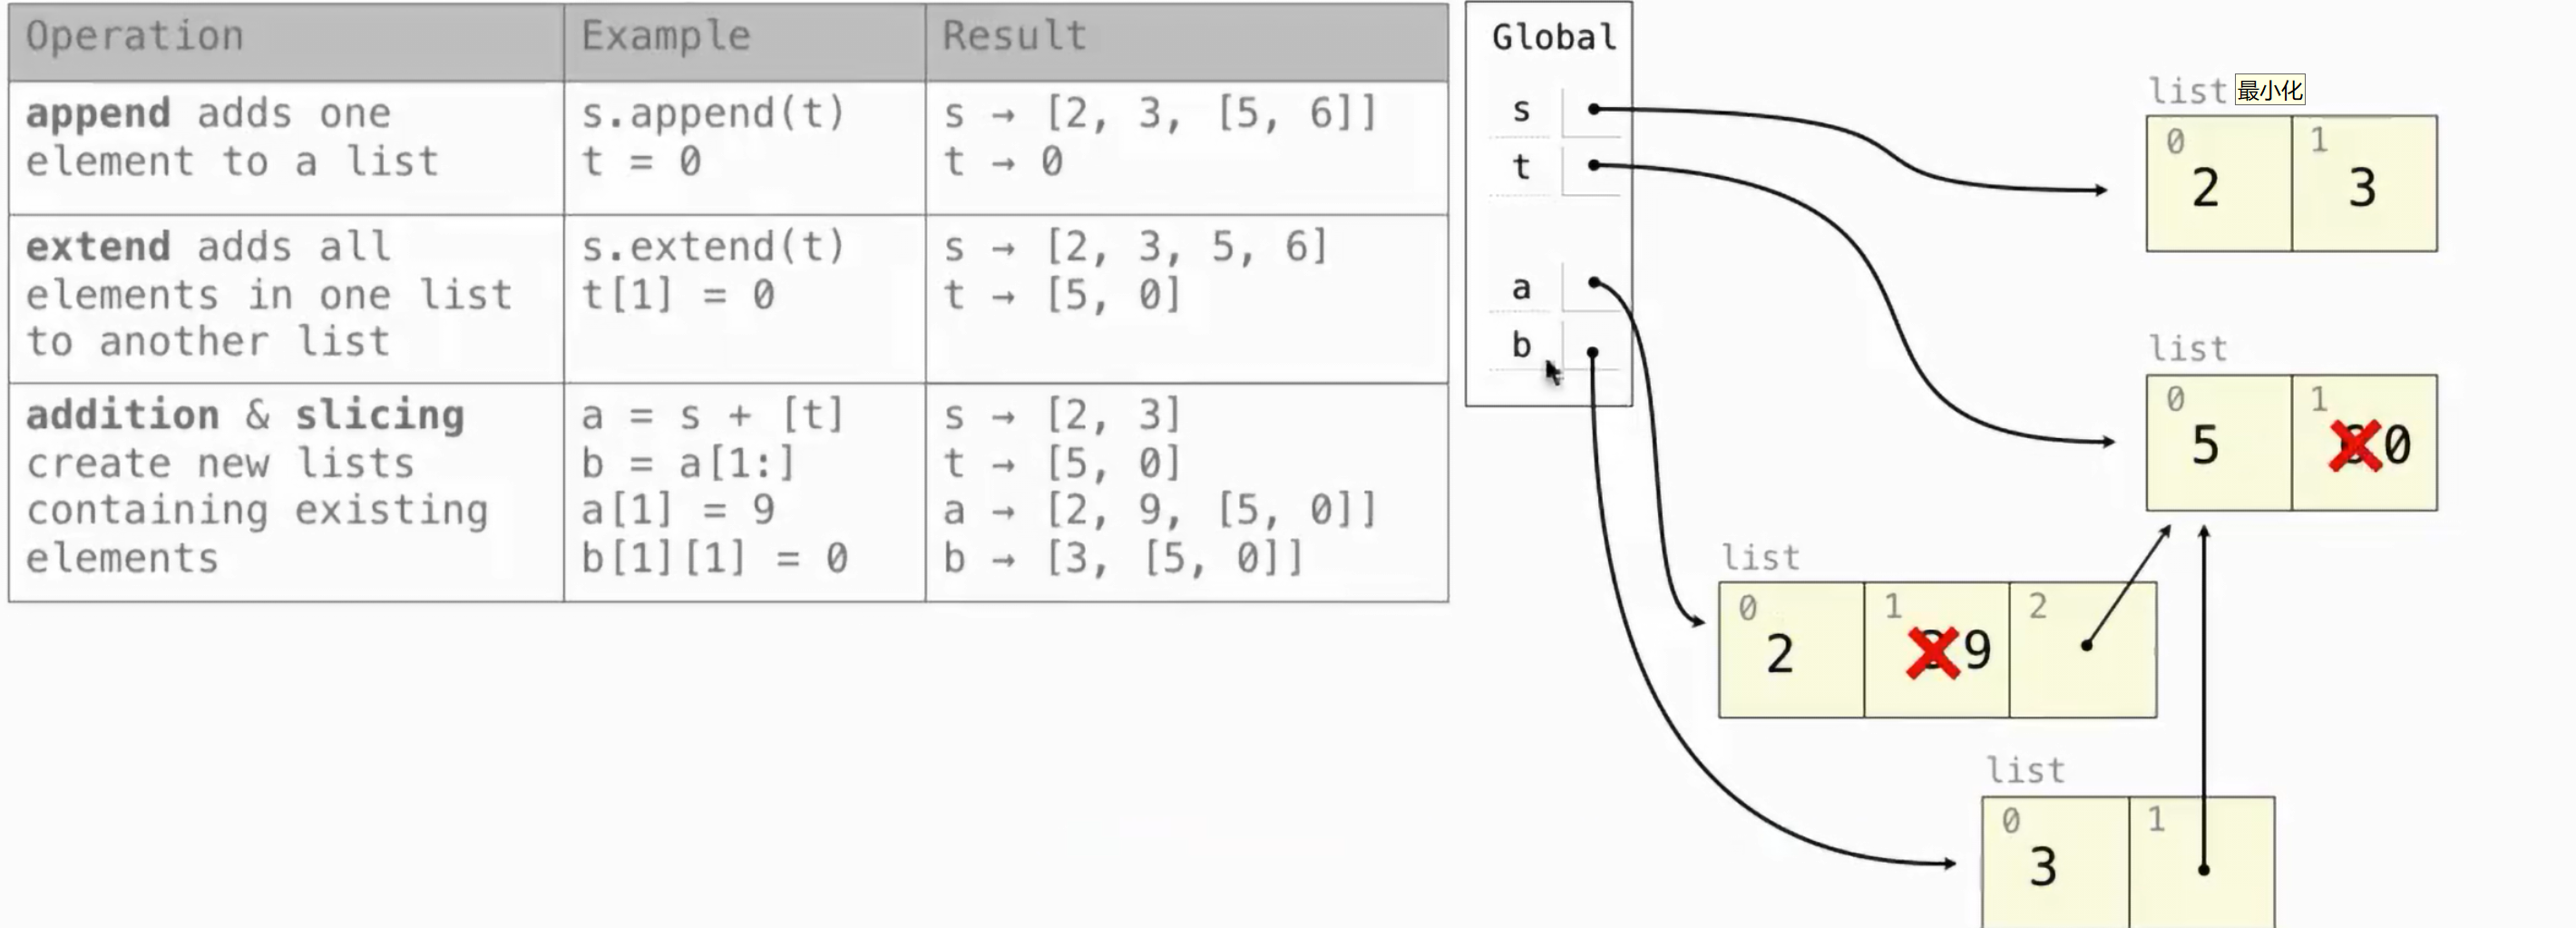 Operation
Example
Result
append adds one
element to a list
s.append(t)
t = 0
s → [2, 3, [5, 6]]
t → 0
extend adds all
elements in one list
to another list
s.extend(t)
t[1] = 0
s → [2, 3, 5, 6]
t → [5, 0]
addition & slicing
create new lists
containing existing
elements
a = s + [t]
b = a[1:]
a[1] = 9
b[1][1] = 0
s → [2, 3]
t → [5, 0]
a → [2, 9, [5, 0]]
b → [3, [5, 0]]
Global
s
t
a
b
list
最小化
0 1
2 3
list
0 1
5 0
list
0 1 2
2 9
list
0 1
3